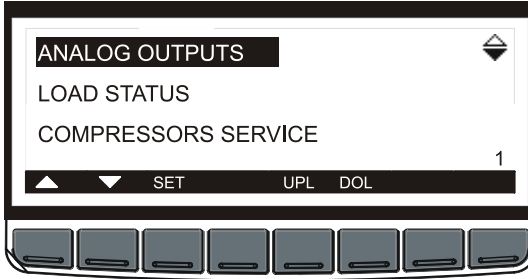 ANALOG OUTPUTS
LOAD STATUS
COMPRESSORS SERVICE
1
SET UPL DOL